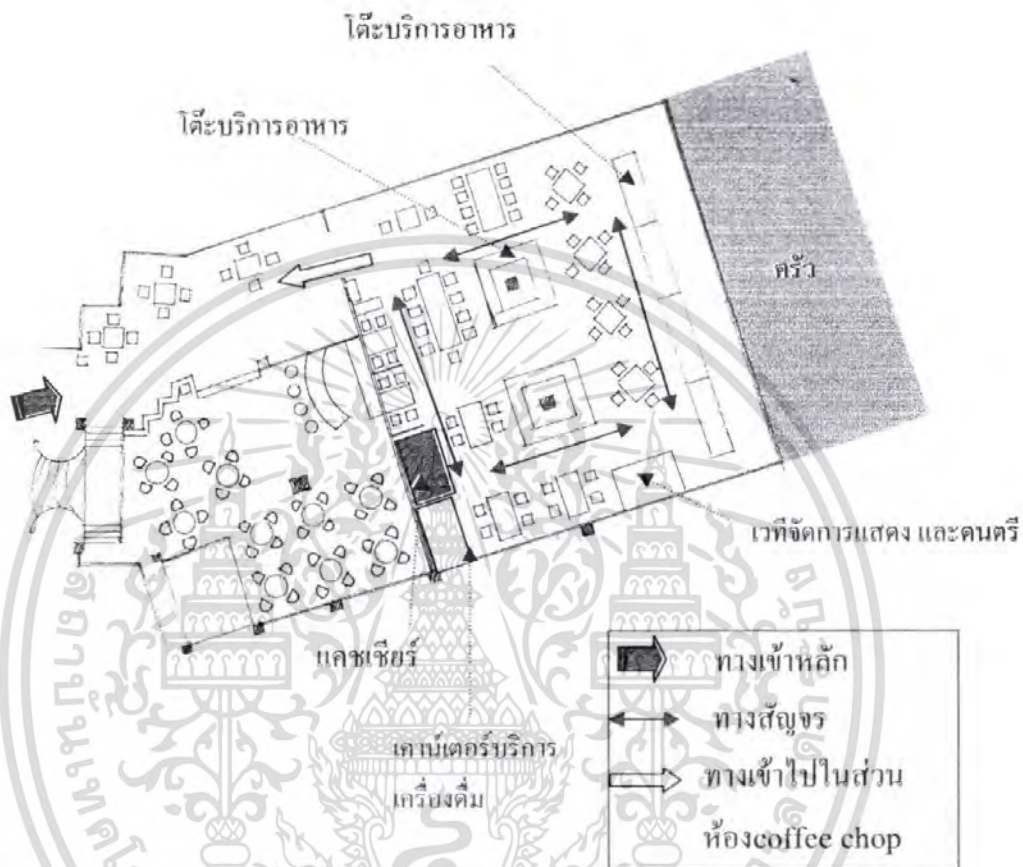 โต๊ะบริการอาหาร
โต๊ะบริการอาหาร
ครัว
เวทีจัดการแสดง และดนตรี
แคชเชียร์
เคาน์เตอร์บริการ
เครื่องดื่ม
ทางเข้าหลัก
ทางสัญจร
ทางเข้าไปในส่วน
ห้องcoffee chop